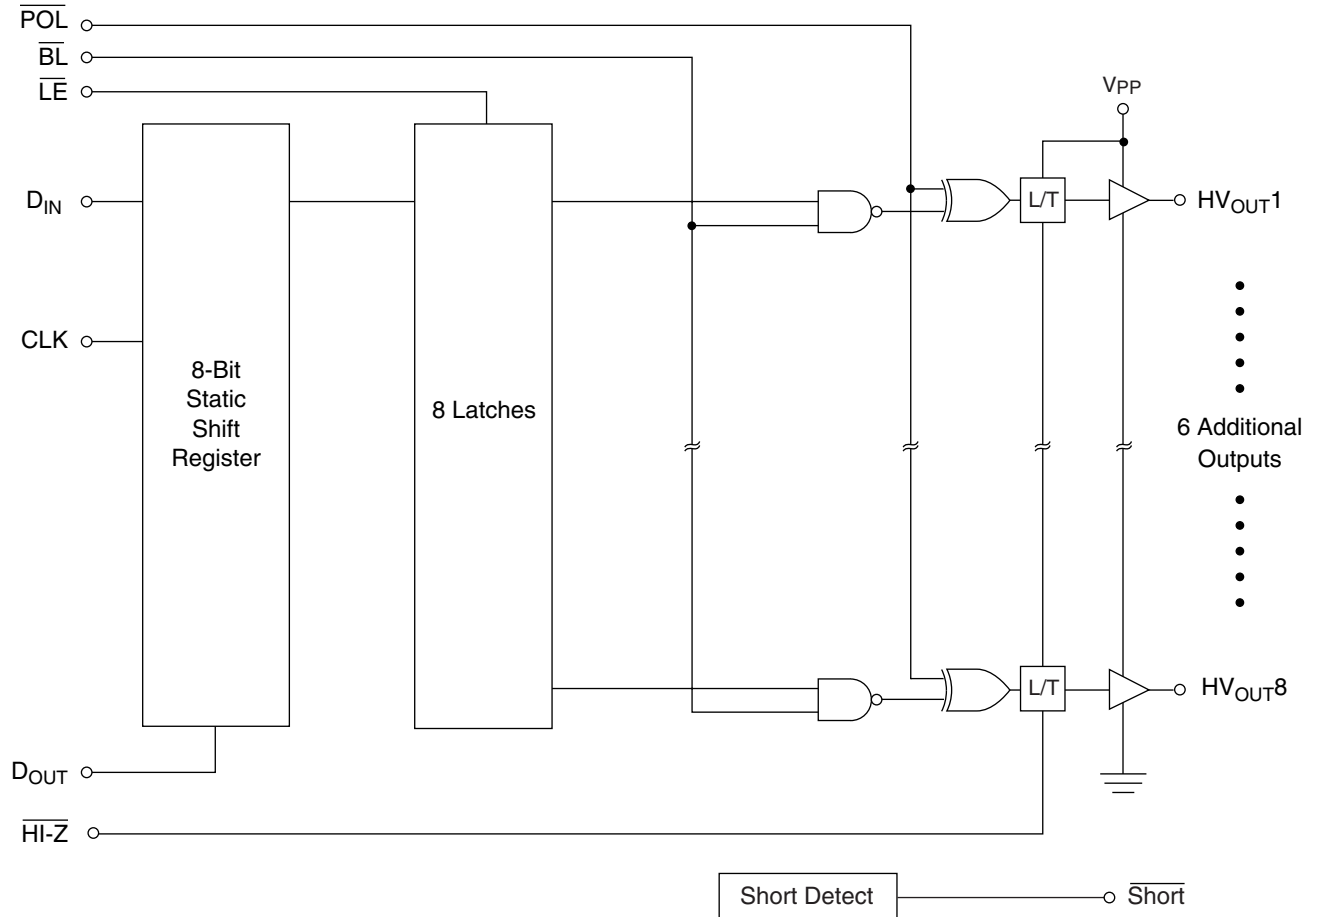 POL
BL
LE
VPP
DIN
L/T
HVOUT1
CLK
8-Bit
Static
Shift
Register
8 Latches
6 Additional
Outputs
L/T
HVOUT8
DOUT
HI-Z
Short Detect
Short